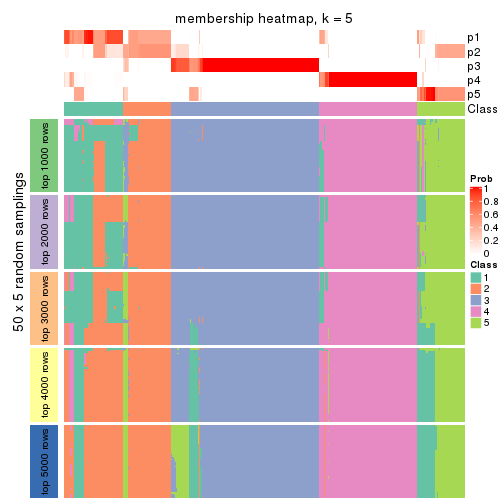 membership heatmap, k = 5
p1
p2
p3
p4
p5
Class
50 x 5 random samplings
top 1000 rows
top 2000 rows
top 3000 rows
top 4000 rows
top 5000 rows
Prob
1
0.8
0.6
0.4
0.2
0
Class
1
2
3
4
5